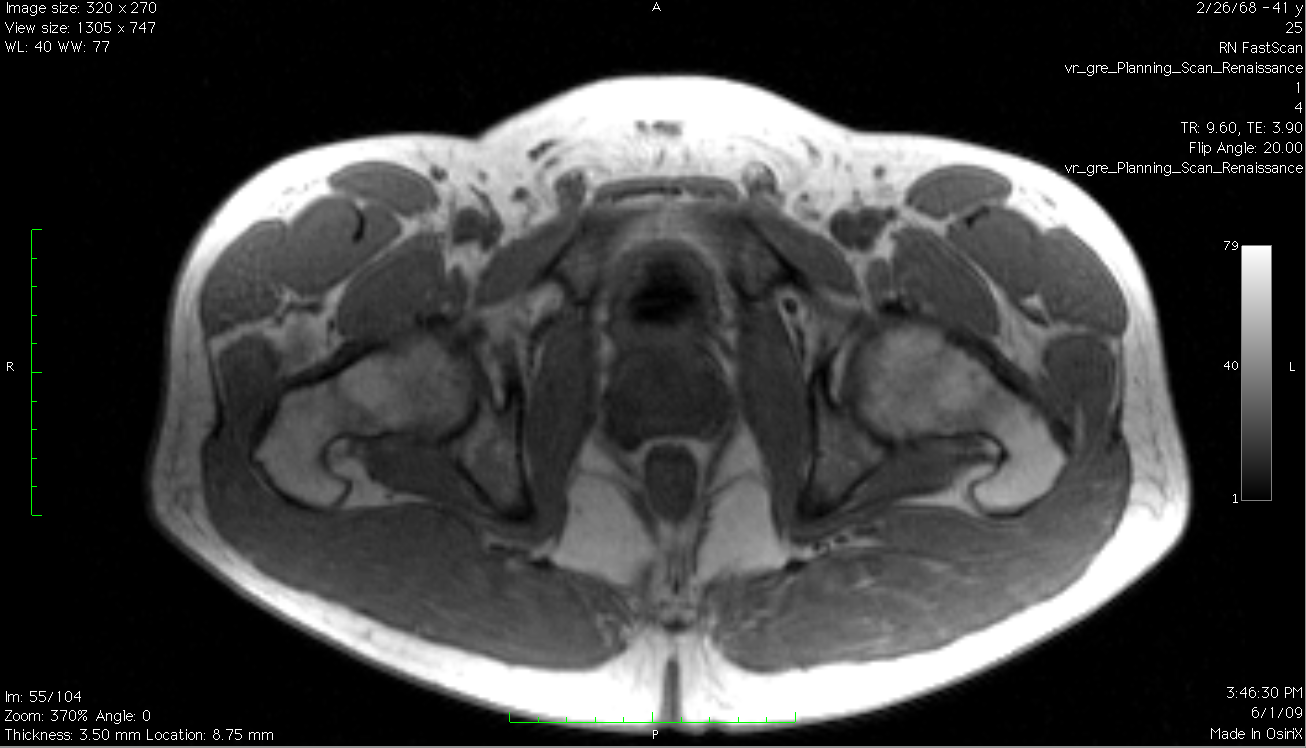 Image size: 320 x 270
View size: 1305 x 747
WL: 40 WW: 77
A
2/26/68 -41 y
25
RN FastScan
vr_gre_Planning_Scan_Renaissance
1
4
TR: 9.60, TE: 3.90
Flip Angle: 20.00
vr_gre_Planning_Scan_Renaissance
79
R
40
L
1
Im: 55/104
Zoom: 370% Angle: 0
Thickness: 3.50 mm Location: 8.75 mm
P
3:46:30 PM
6/1/09
Made In OsiriX